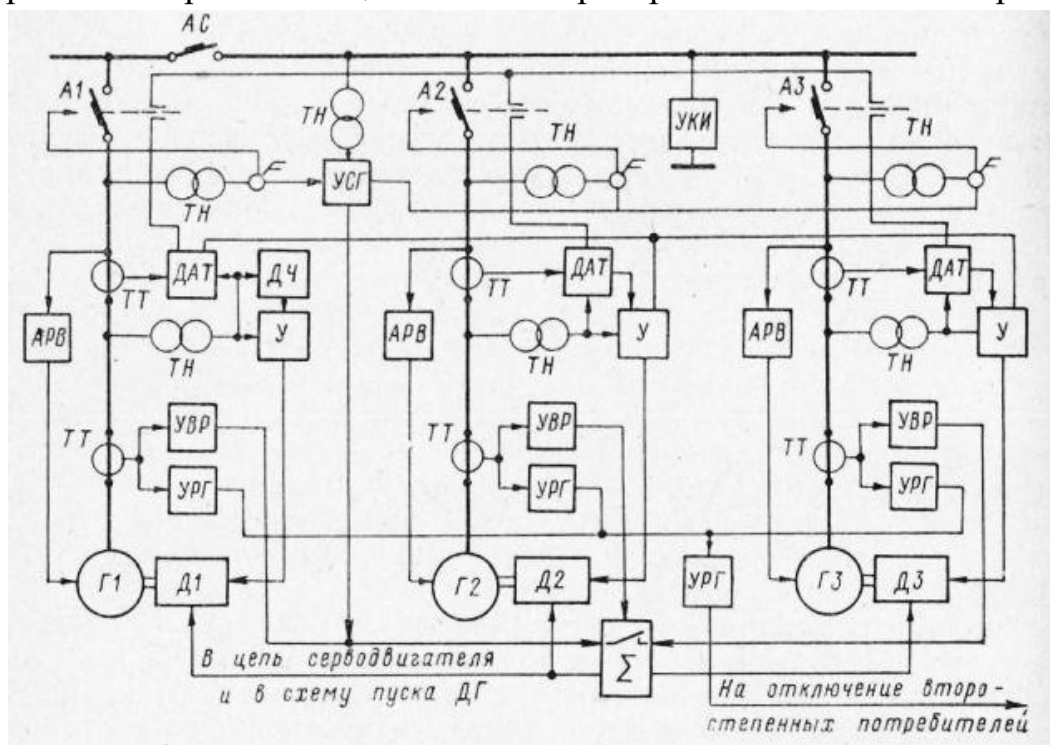 АС
А1
А2
А3
ТН
ТН
УКИ
ТН
УСГ
ТН
ДАТ
ДЧ
ДАТ
ДАТ
ТТ
ТТ
ТТ
АРВ
У
АРВ
У
АРВ
У
ТН
ТН
ТН
ТТ
УВР
ТТ
УВР
ТТ
УВР
УРГ
УРГ
УРГ
Г1
Д1
Г2
Д2
УРГ
Г3
Д3
В цепь серводвигателя
и в схему пуска ДГ
Σ
На отключение второ-
степенных потребителей